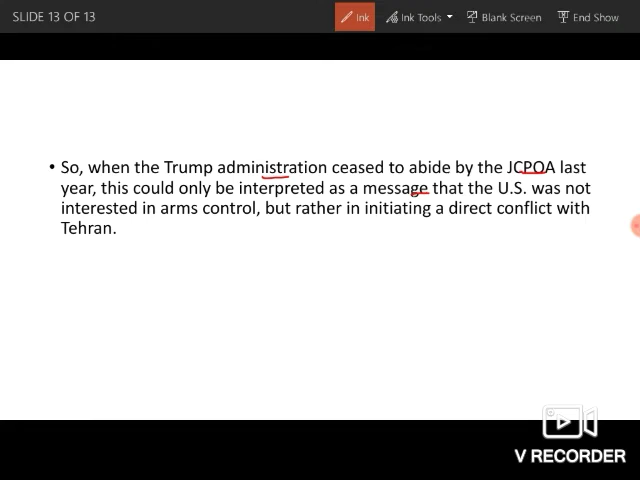 SLIDE 13 OF 13
Ink
Ink Tools
Blank Screen
End Show
• So, when the Trump administration ceased to abide by the JCPOA last
year, this could only be interpreted as a message that the U.S. was not
interested in arms control, but rather in initiating a direct conflict with
Tehran.
V RECORDER